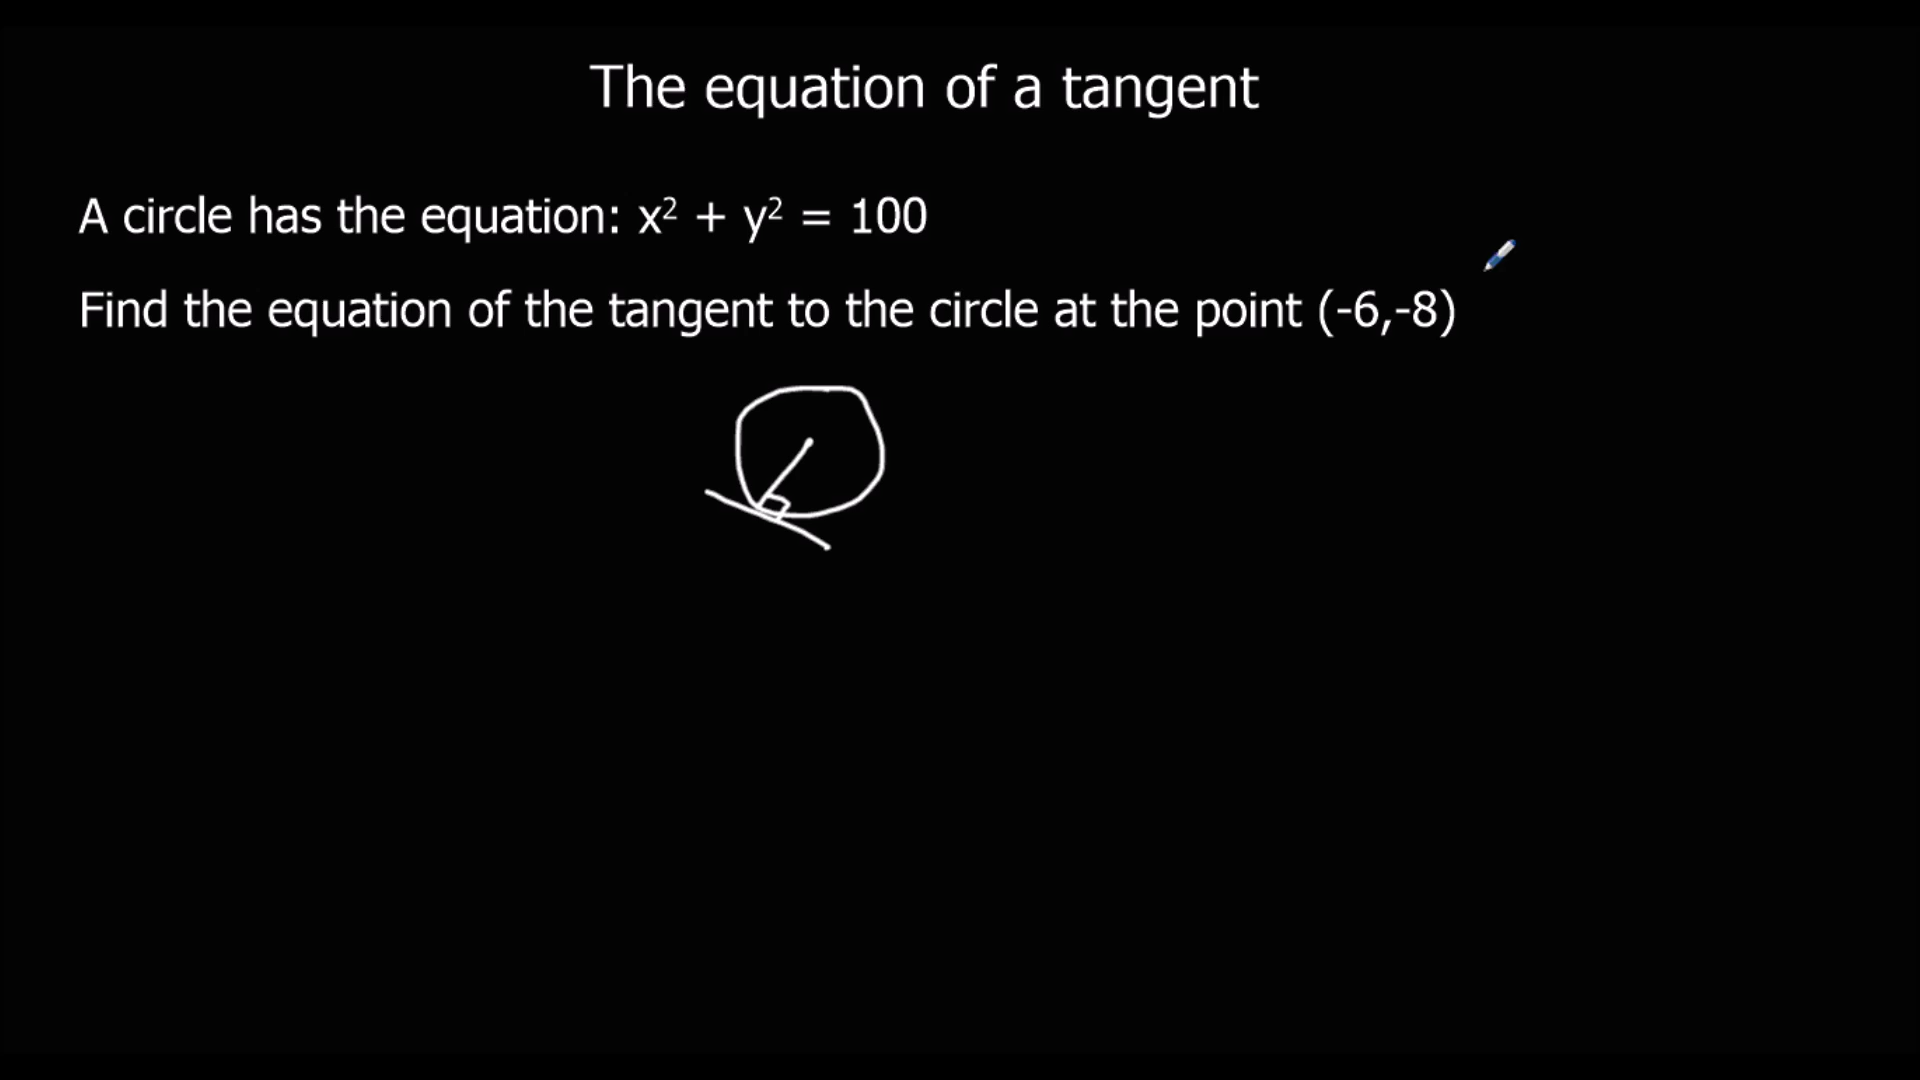 The equation of a tangent
A circle has the equation: x² + y² = 100
Find the equation of the tangent to the circle at the point (-6,-8)